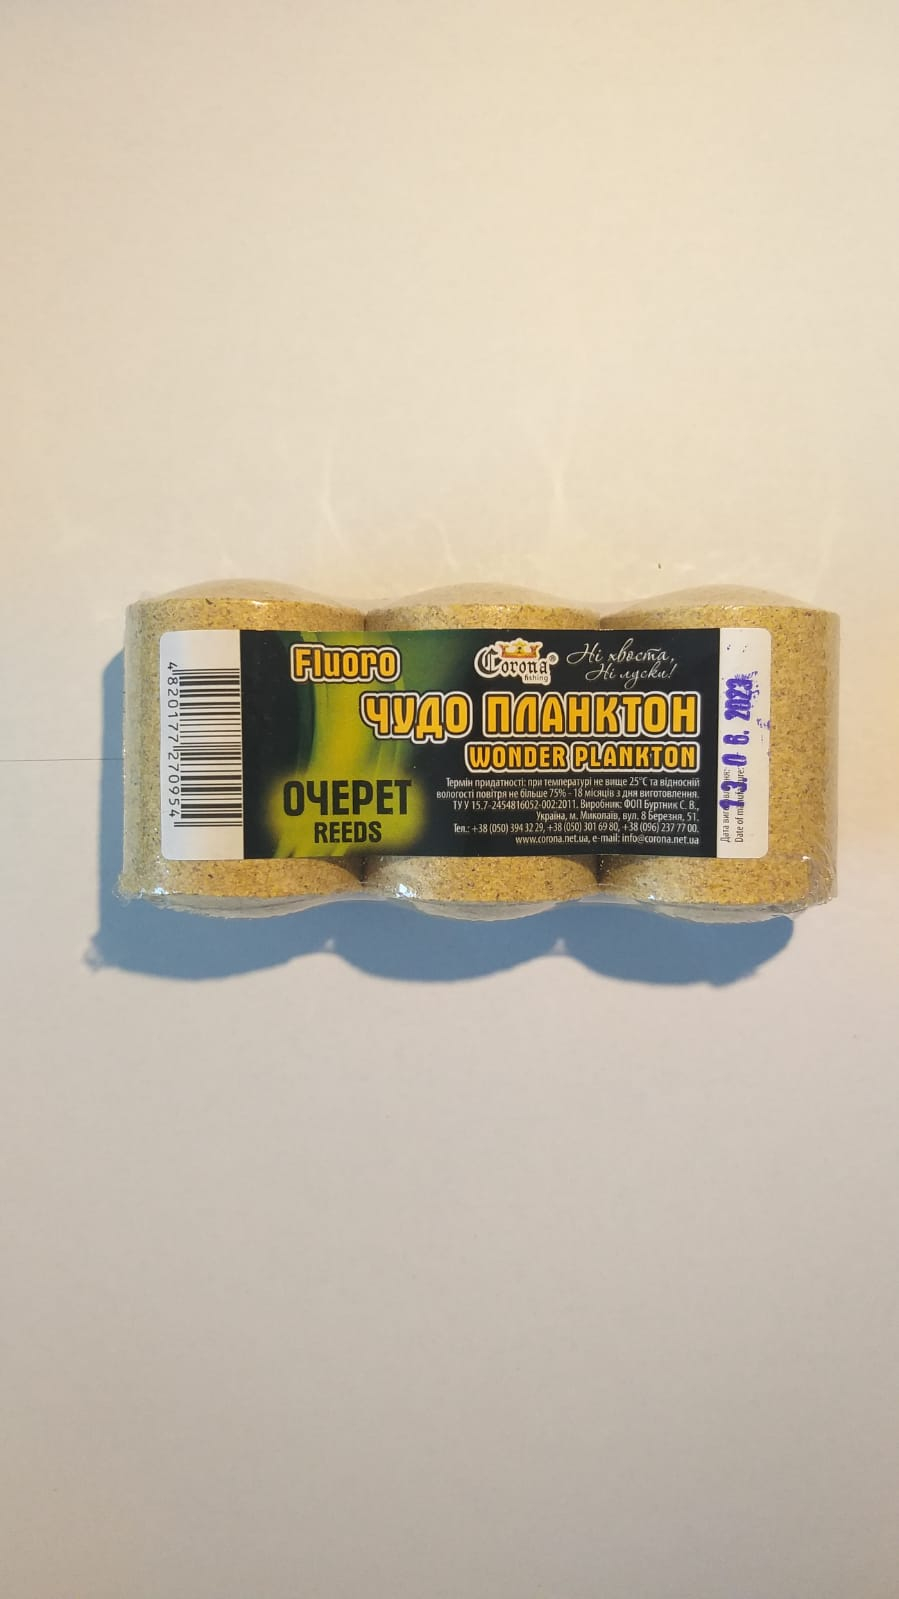 Fluoro
Corona®
fishing
Ні хвоста,
Ні луски!
ЧУДО ПЛАНКТОН
WONDER PLANKTON
ОЧЕРЕТ
REEDS
Термін придатності: при температурі не вище 25°С та відносній
вологості повітря не більше 75% - 18 місяців з дня виготовлення.
ТУ У 15.7-2454816052-002:2011. Виробник: ФОП Буртник С. В.,
Україна, м. Миколаїв, вул. 8 Березня, 51.
Тел.: +38 (050) 394 32 29, +38 (050) 301 69 80, +38 (096) 237 77 00.
www.corona.net.ua, e-mail: info@corona.net.ua
4820177270954
Дата
Date of
13.06.2023